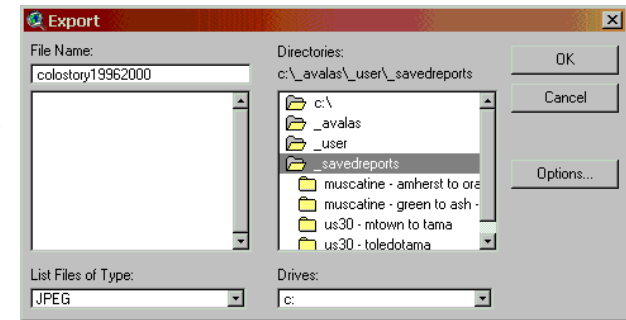 Export
File Name:
colostory19962000
Directories:
c:\_avalas\_user\_savedreports
c:\
_avalas
_user
_savedreports
muscatine - amherst to ora
muscatine - green to ash -
us30 - mtown to tama
us30 - toledotama
OK
Cancel
Options...
List Files of Type:
JPEG
Drives:
c: